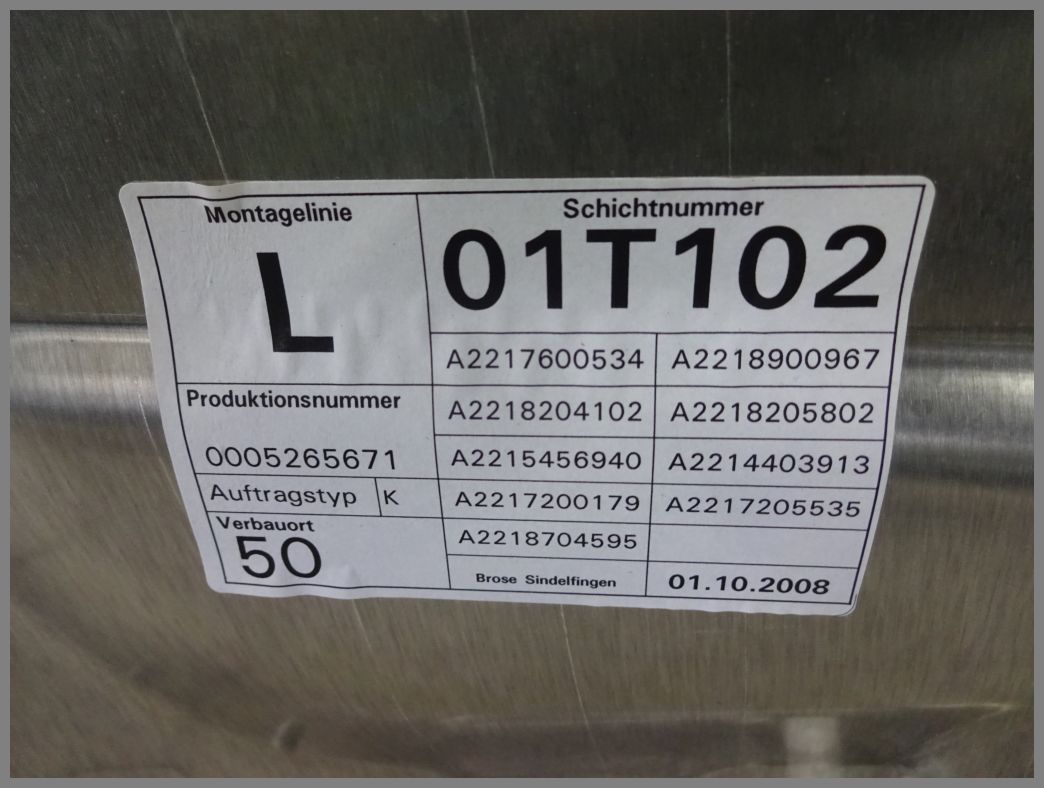 Montagelinie
L
Schichtnummer
01T102
A2217600534 A2218900967
Produktionsnummer
0005265671
A2218204102 A2218205802
A2215456940 A2214403913
Auftragstyp K
A2217200179 A2217205535
Verbauort
50
A2218704595
Brose Sindelfingen 01.10.2008